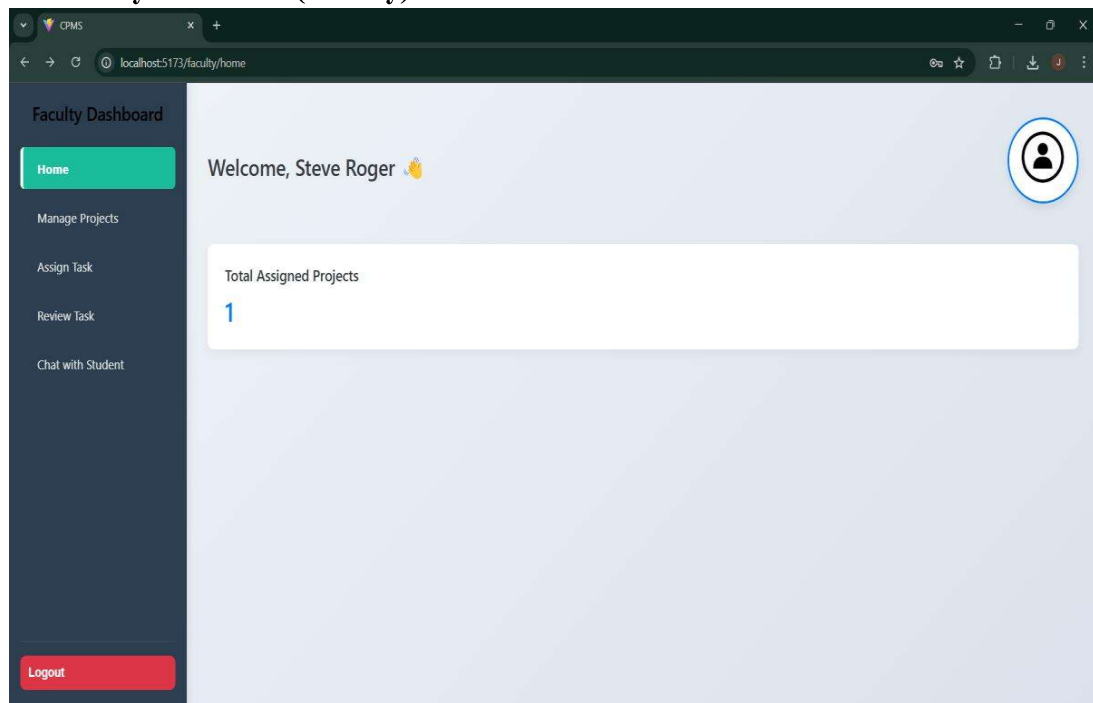 CPMS
localhost:5173/faculty/home
J
Faculty Dashboard
Home
Manage Projects
Assign Task
Review Task
Chat with Student
Logout
Welcome, Steve Roger 👋
Total Assigned Projects
1